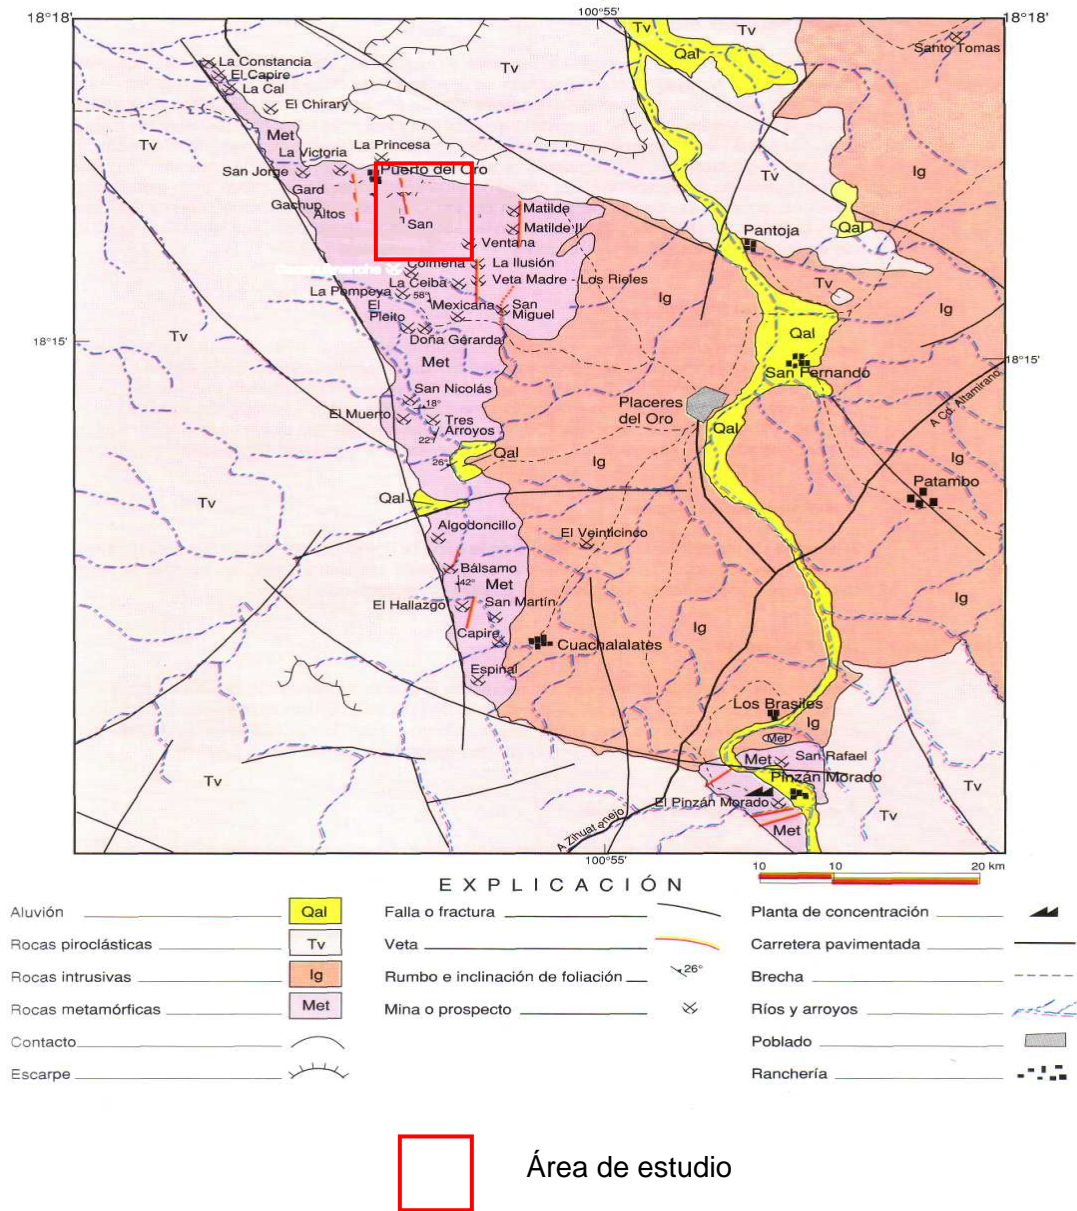 100°55'
18°18'
18°18'
Tv
Tv
Santo Tomas
Qal
La Constancia
El Capire
La Cal
Tv
El Chirary
Met
Tv
La Princesa
La Victoria
San Jorge
Puerto del Oro
Ig
Tv
Gard
Gachup
Altos
San
Matilde
Matilde II
Pantoja
Qal
Ventana
Colmena
La Ilusión
La Ceiba
Veta Madre - Los Rieles
Tv
La Pompeya
58°
Ig
El
Pleito
Mexicana
San
Miguel
Ig
Tv
Doña Gerarda
Qal
18°15'
18°15'
Met
San Fernando
San Nicolás
18°
A Cd. Altamirano
El Muerto
Tres
Arroyos
Placeres
del Oro
22°
Qal
26°
Qal
Ig
Ig
Patambo
Tv
Qal
Algodoncillo
El Veinticinco
Bálsamo
42°
Met
El Hallazgo
San Martín
Ig
Ig
Capire
Cuachalalates
Espinal
Los Brasiles
Ig
Met
Met
San Rafael
Tv
Pinzán Morado
Tv
El Pinzán Morado
Tv
Met
A Zihuatanejo
100°55'
10
10
20 km
EXPLICACIÓN
Aluvión
Qal
Falla o fractura
Planta de concentración
Rocas piroclásticas
Tv
Veta
Carretera pavimentada
Rocas intrusivas
Ig
Rumbo e inclinación de foliación
26°
Brecha
Rocas metamórficas
Met
Mina o prospecto
Ríos y arroyos
Contacto
Poblado
Escarpe
Ranchería
Área de estudio